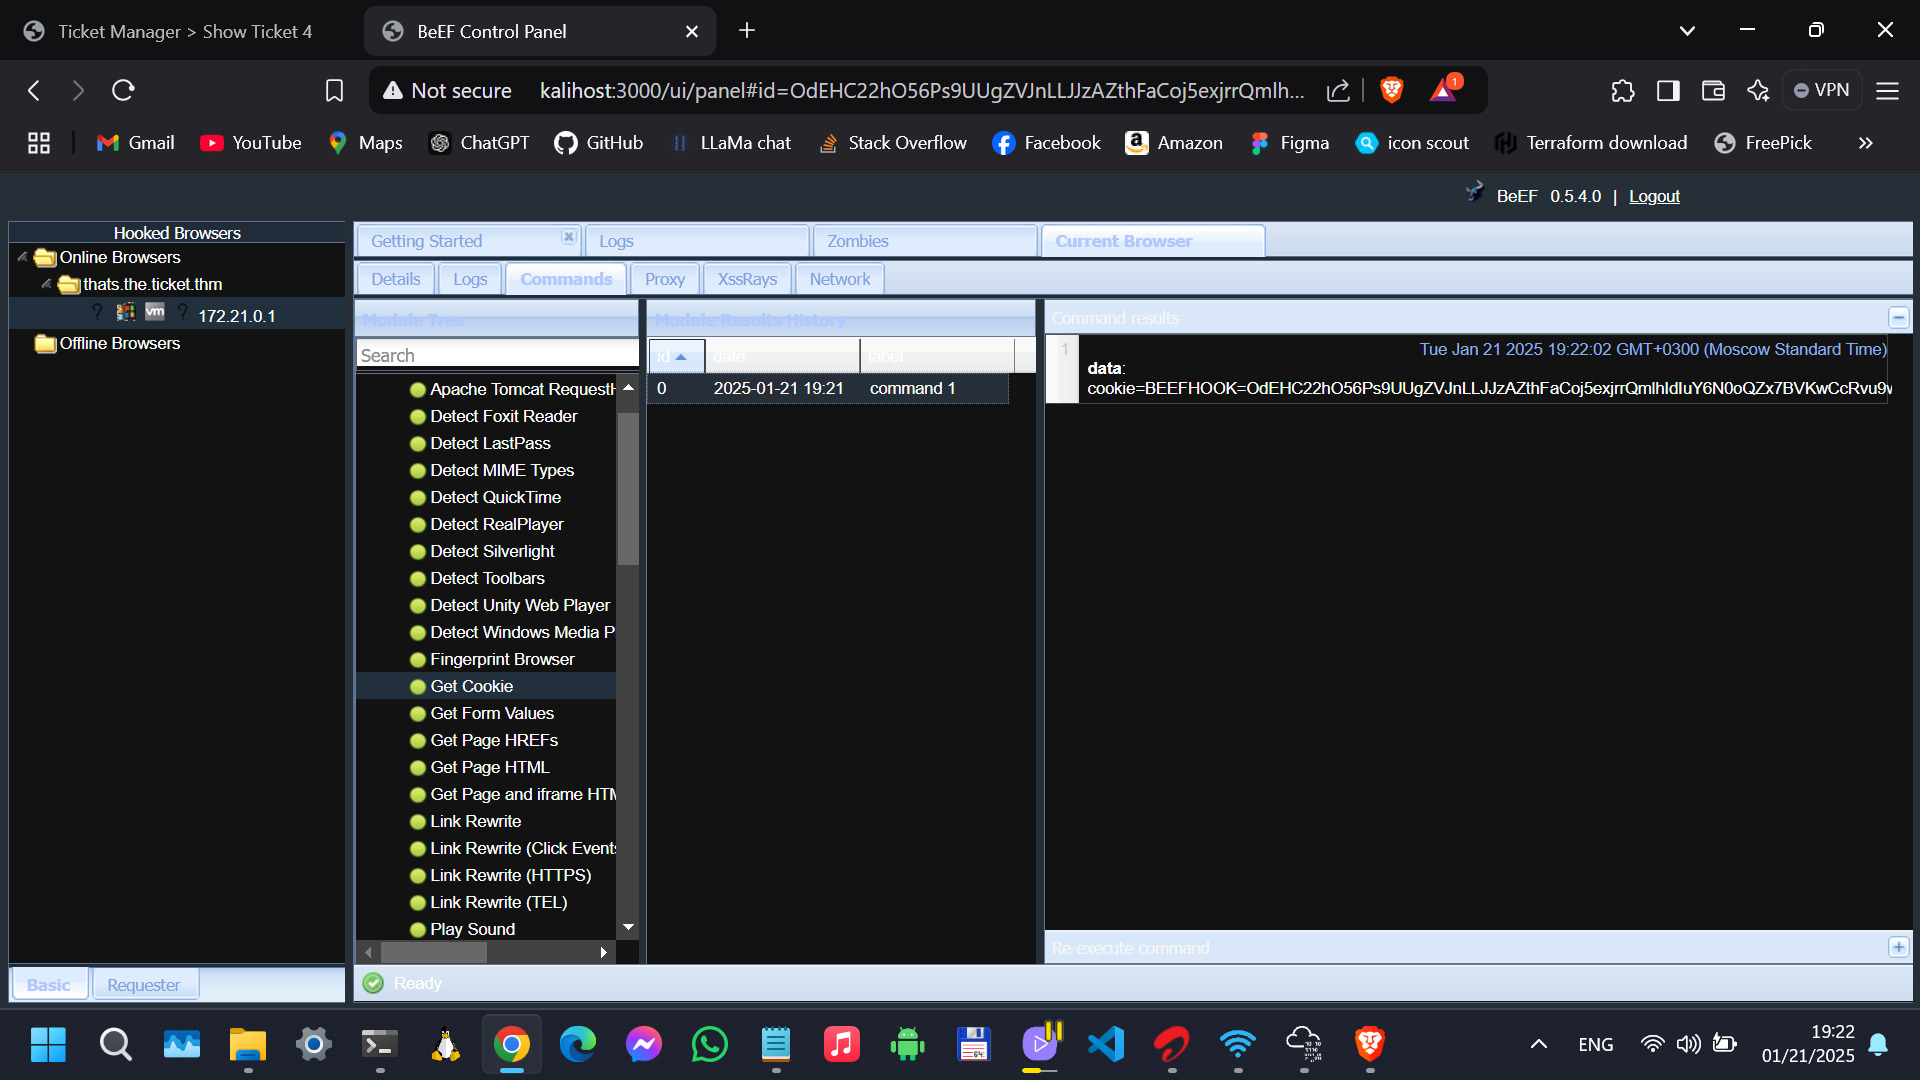 Ticket Manager > Show Ticket 4
BeEF Control Panel
Not secure
kalihost:3000/ui/panel#id=OdEHC22hO56Ps9UUgZVJnLLJJzAZthFaCoj5exjrrQmlh...
1
VPN
Gmail
YouTube
Maps
ChatGPT
GitHub
LLaMa chat
Stack Overflow
Facebook
Amazon
Figma
icon scout
Terraform download
FreePick
BeEF 0.5.4.0 | Logout
Hooked Browsers
Online Browsers
thats.the.ticket.thm
? vm ? 172.21.0.1
Offline Browsers
Getting Started
Logs
Zombies
Current Browser
Details
Logs
Commands
Proxy
XssRays
Network
Module Tree
Search
Apache Tomcat RequestH
Detect Foxit Reader
Detect LastPass
Detect MIME Types
Detect QuickTime
Detect RealPlayer
Detect Silverlight
Detect Toolbars
Detect Unity Web Player
Detect Windows Media P
Fingerprint Browser
Get Cookie
Get Form Values
Get Page HREFs
Get Page HTML
Get Page and iframe HTM
Link Rewrite
Link Rewrite (Click Events
Link Rewrite (HTTPS)
Link Rewrite (TEL)
Play Sound
Module Results History
id date label
0 2025-01-21 19:21 command 1
Command results
1
Tue Jan 21 2025 19:22:02 GMT+0300 (Moscow Standard Time)
data:
cookie=BEEFHOOK=OdEHC22hO56Ps9UUgZVJnLLJJzAZthFaCoj5exjrrQmlhIdIuY6N0oQZx7BVKwCcRvu9v
Re-execute command
Basic
Requester
Ready
64
ENG
19:22
01/21/2025